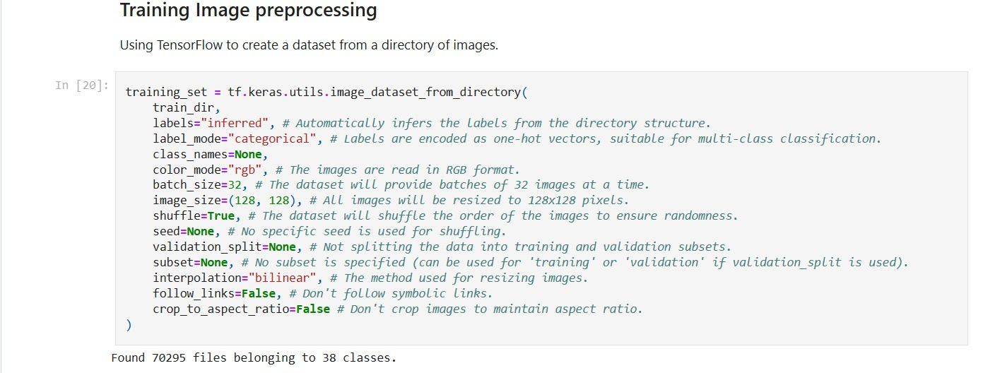 Training Image preprocessing
Using TensorFlow to create a dataset from a directory of images.
In [20]:
training_set = tf.keras.utils.image_dataset_from_directory(
    train_dir,
    labels="inferred", # Automatically infers the labels from the directory structure.
    label_mode="categorical", # Labels are encoded as one-hot vectors, suitable for multi-class classification.
    class_names=None,
    color_mode="rgb", # The images are read in RGB format.
    batch_size=32, # The dataset will provide batches of 32 images at a time.
    image_size=(128, 128), # All images will be resized to 128x128 pixels.
    shuffle=True, # The dataset will shuffle the order of the images to ensure randomness.
    seed=None, # No specific seed is used for shuffling.
    validation_split=None, # Not splitting the data into training and validation subsets.
    subset=None, # No subset is specified (can be used for 'training' or 'validation' if validation_split is used).
    interpolation="bilinear", # The method used for resizing images.
    follow_links=False, # Don't follow symbolic links.
    crop_to_aspect_ratio=False # Don't crop images to maintain aspect ratio.
)
Found 70295 files belonging to 38 classes.